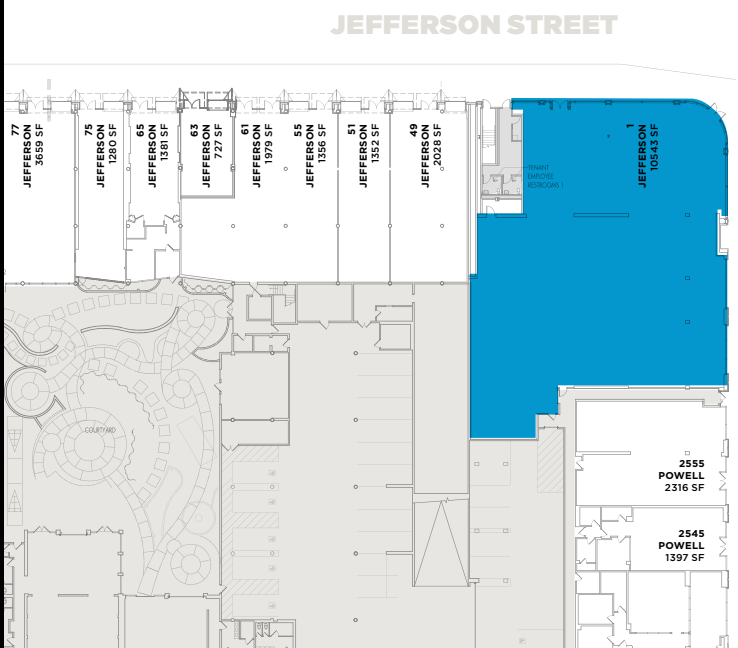 JEFFERSON STREET
77
JEFFERSON
3659 SF
75
JEFFERSON
1280 SF
65
JEFFERSON
1381 SF
63
JEFFERSON
727 SF
61
JEFFERSON
1979 SF
55
JEFFERSON
1356 SF
51
JEFFERSON
1352 SF
49
JEFFERSON
2028 SF
1
JEFFERSON
10543 SF
TENANT
EMPLOYEE
RESTROOMS 1
COURTYARD
2555
POWELL
2316 SF
2545
POWELL
1397 SF